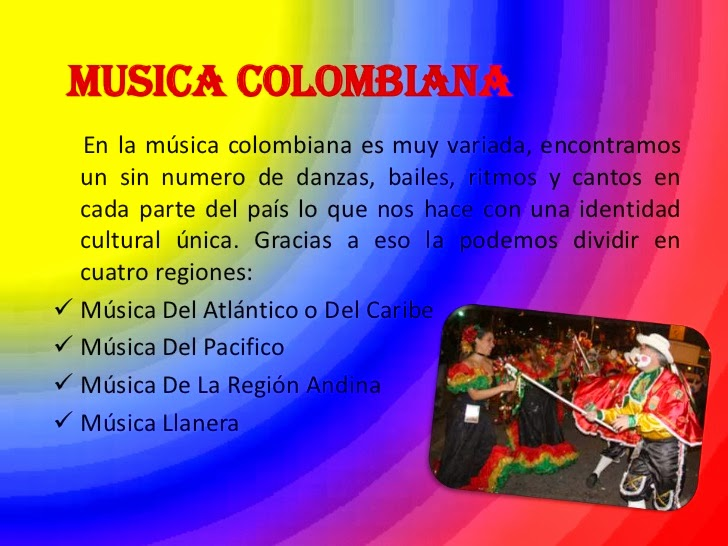 MUSICA COLOMBIANA
En la música colombiana es muy variada, encontramos
un sin numero de danzas, bailes, ritmos y cantos en
cada parte del país lo que nos hace con una identidad
cultural única. Gracias a eso la podemos dividir en
cuatro regiones:
✓ Música Del Atlántico o Del Caribe
✓ Música Del Pacifico
✓ Música De La Región Andina
✓ Música Llanera